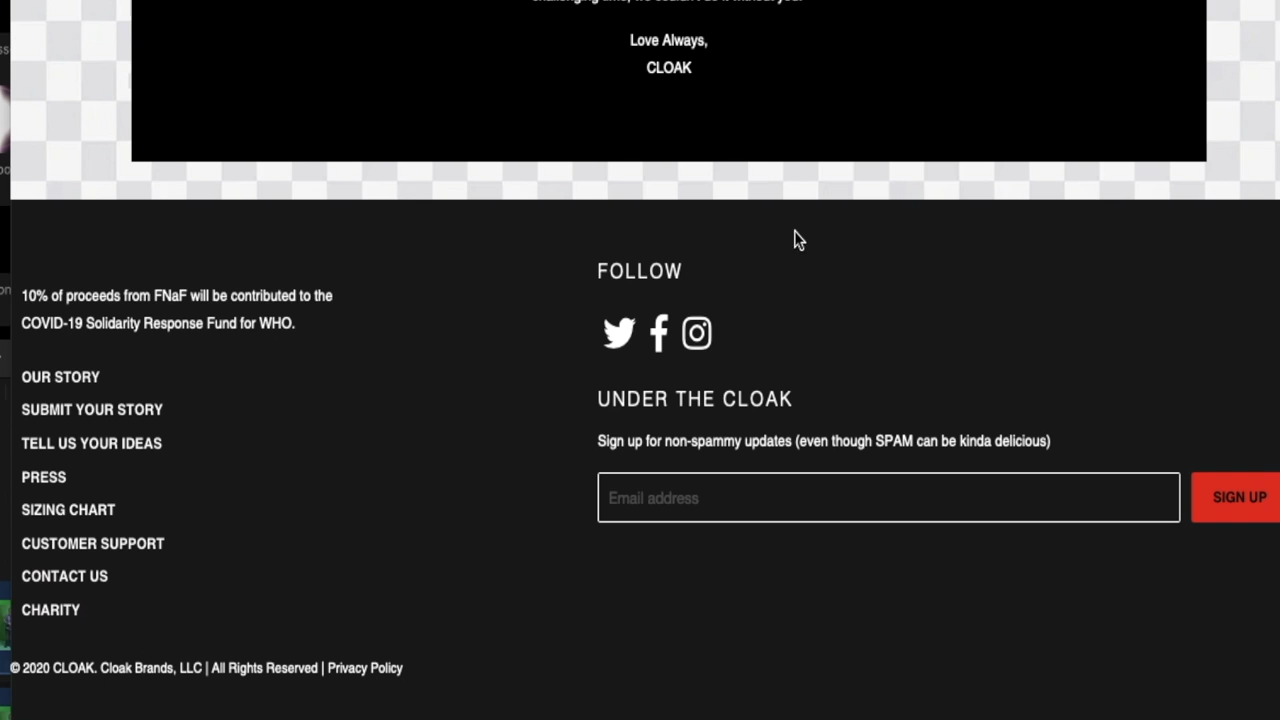 Love Always,
CLOAK
10% of proceeds from FNaF will be contributed to the
COVID-19 Solidarity Response Fund for WHO.
OUR STORY
SUBMIT YOUR STORY
TELL US YOUR IDEAS
PRESS
SIZING CHART
CUSTOMER SUPPORT
CONTACT US
CHARITY
© 2020 CLOAK. Cloak Brands, LLC | All Rights Reserved | Privacy Policy
FOLLOW
UNDER THE CLOAK
Sign up for non-spammy updates (even though SPAM can be kinda delicious)
Email address
SIGN UP